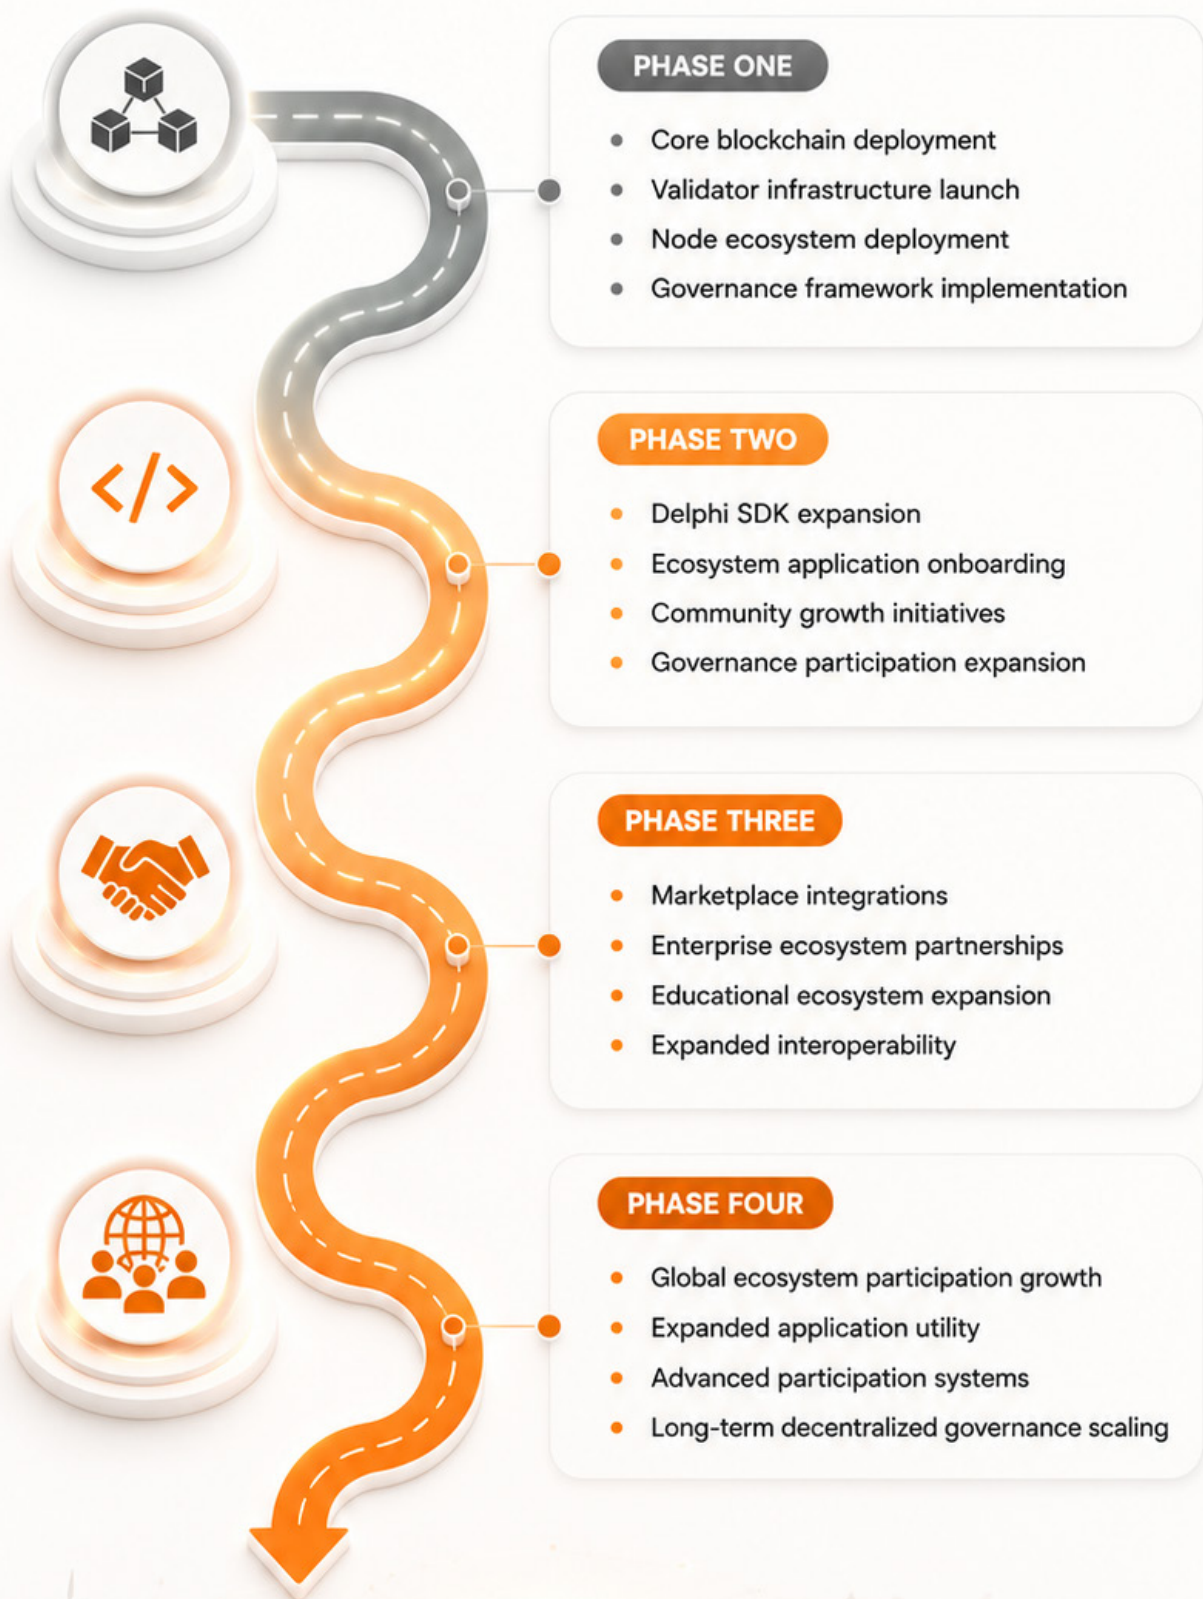 PHASE ONE
Core blockchain deployment
Validator infrastructure launch
Node ecosystem deployment
Governance framework implementation
PHASE TWO
Delphi SDK expansion
Ecosystem application onboarding
Community growth initiatives
Governance participation expansion
PHASE THREE
Marketplace integrations
Enterprise ecosystem partnerships
Educational ecosystem expansion
Expanded interoperability
PHASE FOUR
Global ecosystem participation growth
Expanded application utility
Advanced participation systems
Long-term decentralized governance scaling